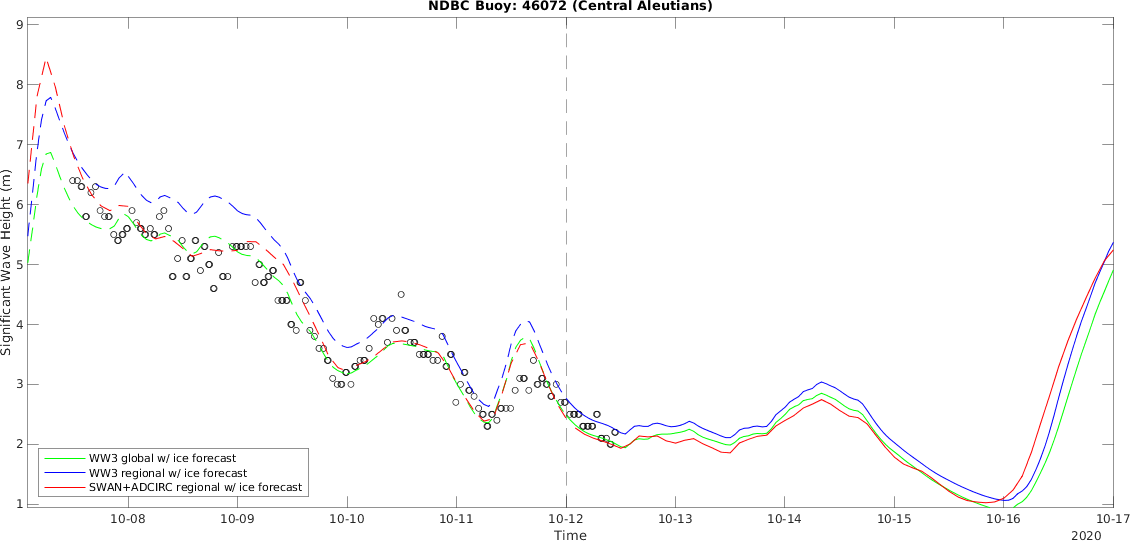 NDBC Buoy: 46072 (Central Aleutians)
9
8
7
6
5
4
3
2
1
Significant Wave Height (m)
WW3 global w/ ice forecast
WW3 regional w/ ice forecast
SWAN+ADCIRC regional w/ ice forecast
10-08 10-09 10-10 10-11 10-12 10-13 10-14 10-15 10-16 10-17
Time
2020